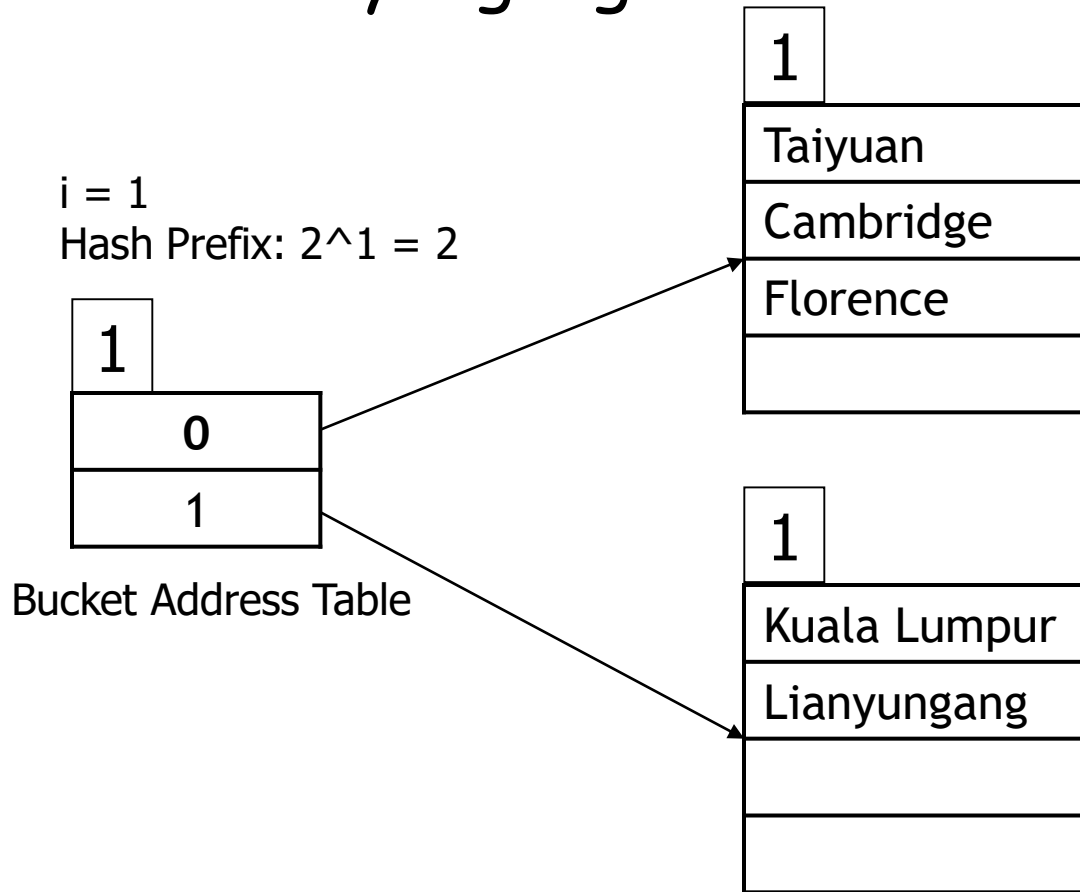 i = 1
Hash Prefix: 2^1 = 2
1
0
1
Bucket Address Table
1
Taiyuan
Cambridge
Florence
1
Kuala Lumpur
Lianyungang